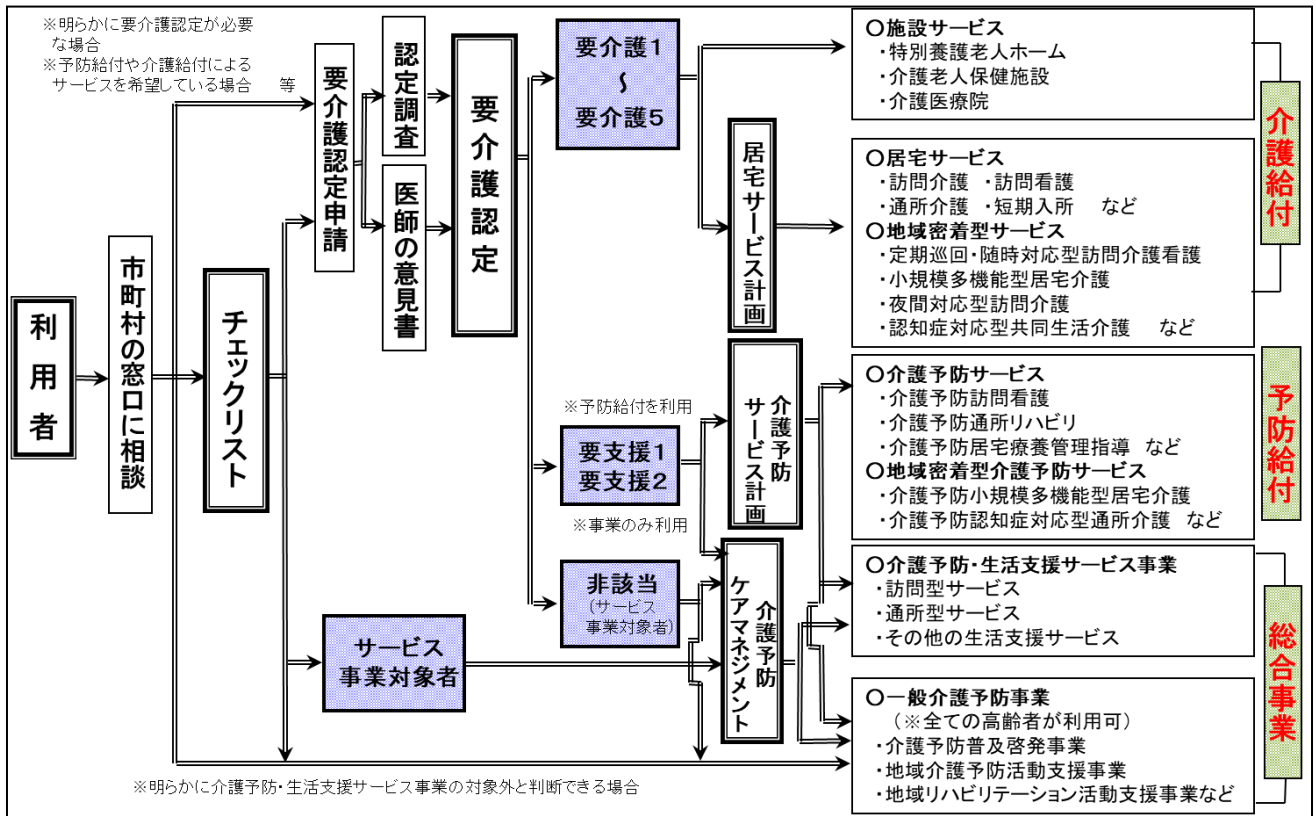 ※明らかに要介護認定が必要
な場合
※予防給付や介護給付による
サービスを希望している場合　等
利用者
市町村の窓口に相談
チェックリスト
要介護認定申請
認定調査
医師の意見書
要介護認定
要介護1
～
要介護5
※予防給付を利用
要支援1
要支援2
※事業のみ利用
非該当
(サービス
事業対象者)
サービス
事業対象者
居宅サービス計画
介護予防
サービス計画
介護予防
ケアマネジメント
〇施設サービス
・特別養護老人ホーム
・介護老人保健施設
・介護医療院
〇居宅サービス
・訪問介護　・訪問看護
・通所介護　・短期入所　など
〇地域密着型サービス
・定期巡回・随時対応型訪問介護看護
・小規模多機能型居宅介護
・夜間対応型訪問介護
・認知症対応型共同生活介護　など
〇介護予防サービス
・介護予防訪問看護
・介護予防通所リハビリ
・介護予防居宅療養管理指導　など
〇地域密着型介護予防サービス
・介護予防小規模多機能型居宅介護
・介護予防認知症対応型通所介護　など
〇介護予防・生活支援サービス事業
・訪問型サービス
・通所型サービス
・その他の生活支援サービス
〇一般介護予防事業
（※全ての高齢者が利用可）
・介護予防普及啓発事業
・地域介護予防活動支援事業
・地域リハビリテーション活動支援事業など
介護給付
予防給付
総合事業
※明らかに介護予防・生活支援サービス事業の対象外と判断できる場合